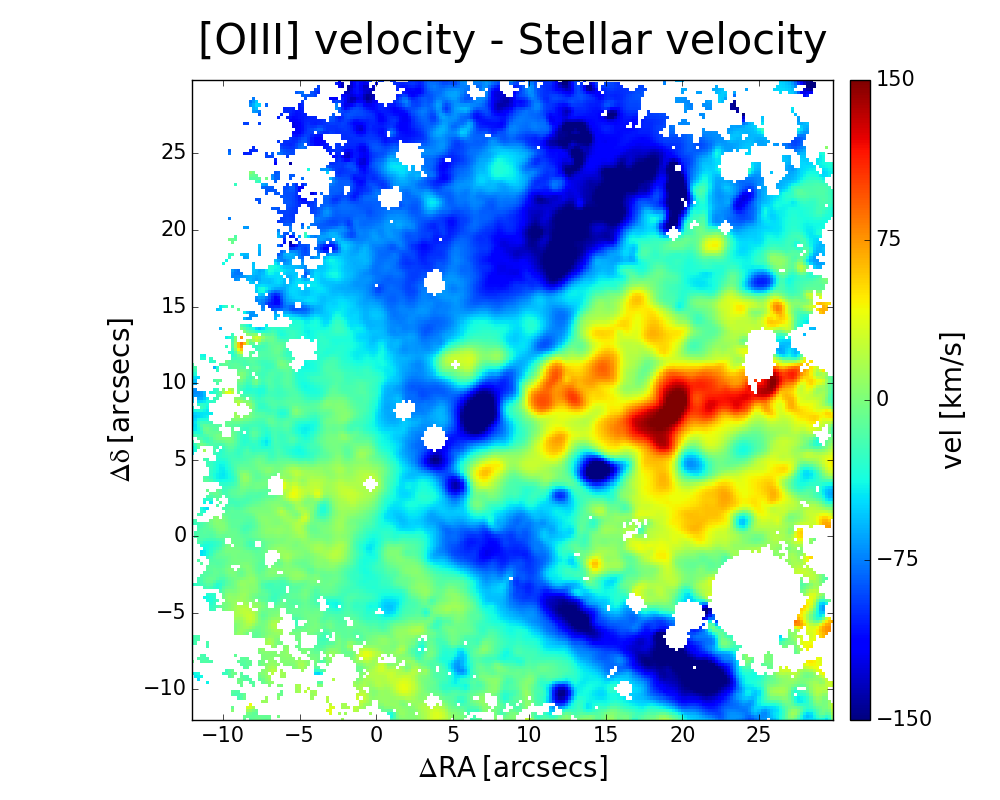 [OIII] velocity - Stellar velocity
Δδ [arcsecs]
25
20
15
10
5
0
−5
−10
−10 −5 0 5 10 15 20 25
ΔRA [arcsecs]
150
75
0
−75
−150
vel [km/s]